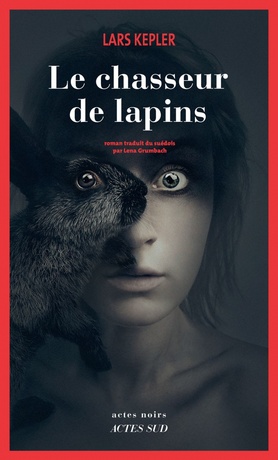 LARS KEPLER
Le chasseur
de lapins
roman traduit du suédois
par Lena Grumbach
actes noirs
ACTES SUD